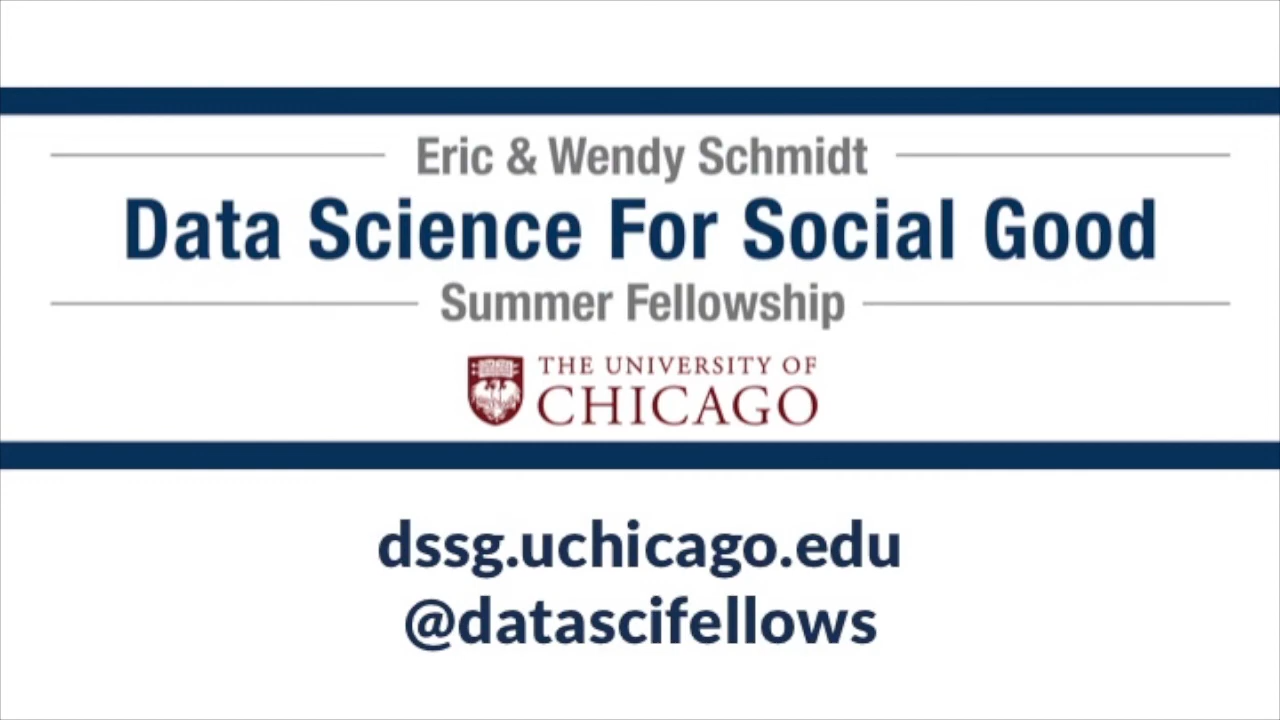 Eric & Wendy Schmidt
Data Science For Social Good
Summer Fellowship
THE UNIVERSITY OF
CHICAGO
dssg.uchicago.edu
@datascifellows